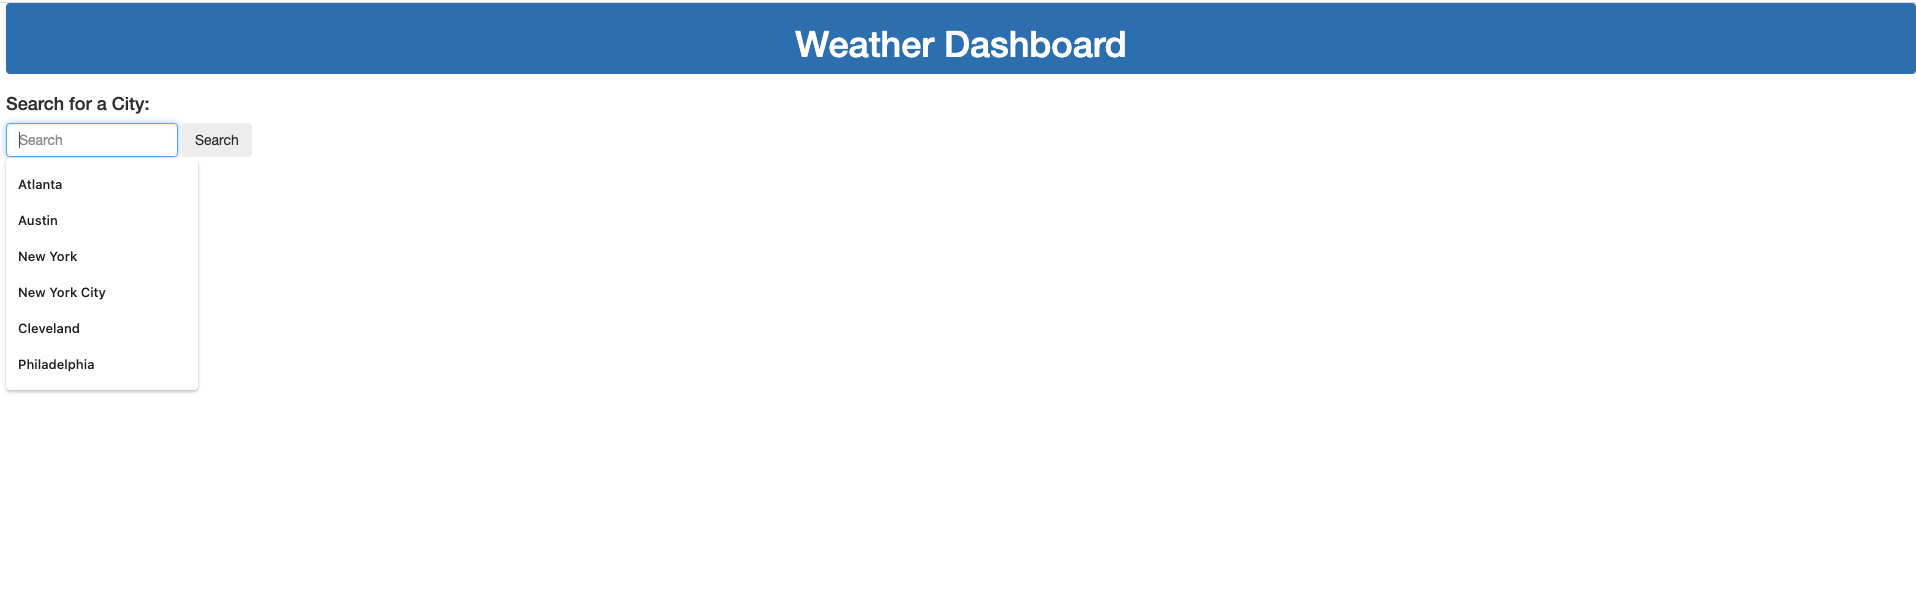 Weather Dashboard
Search for a City:
Search Search
Atlanta
Austin
New York
New York City
Cleveland
Philadelphia